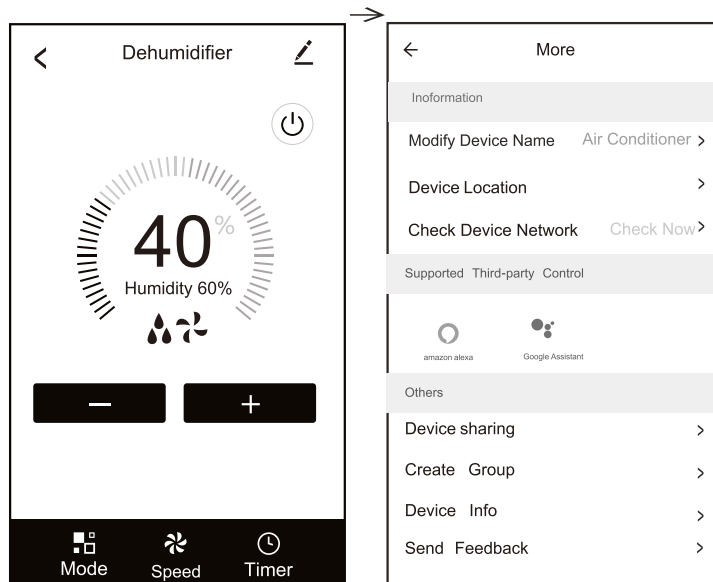 Dehumidifier
40%
Humidity 60%
Mode
Speed
Timer
More
Inoformation
Modify Device Name Air Conditioner >
Device Location >
Check Device Network Check Now >
Supported Third-party Control
amazon alexa
Google Assistant
Others
Device sharing >
Create Group >
Device Info >
Send Feedback >